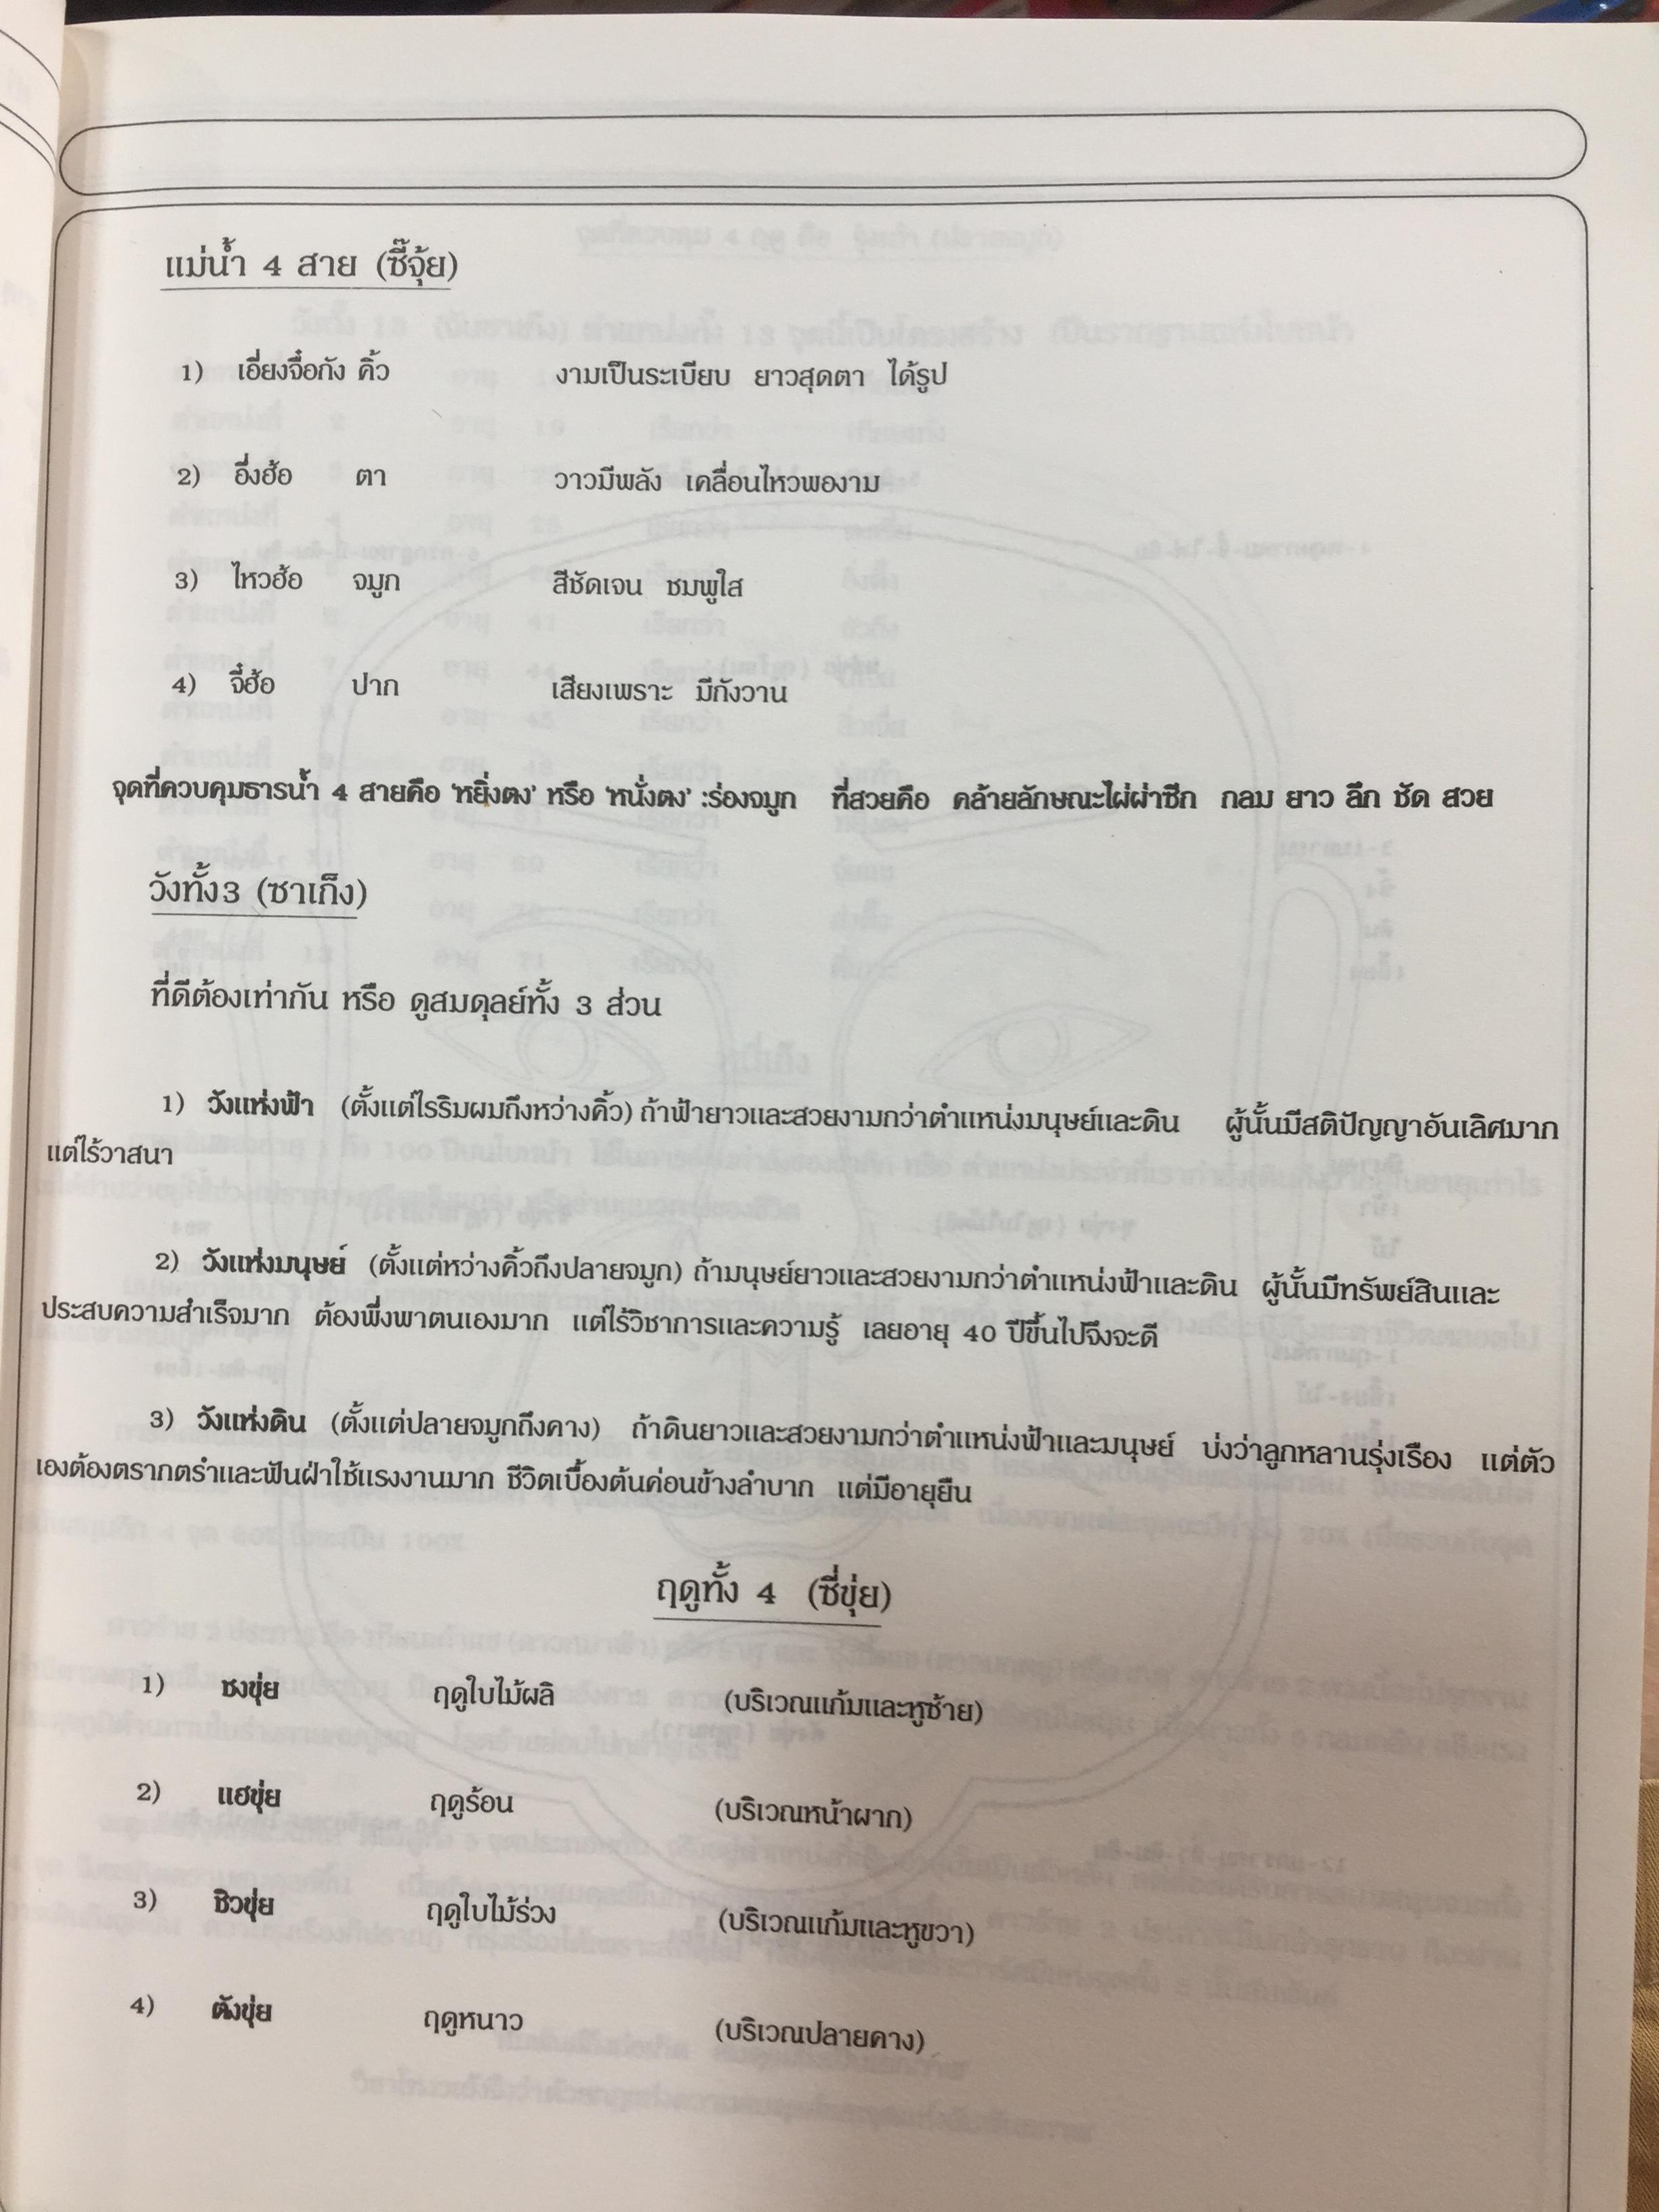 แม่น้ำ 4 สาย (ซี๊จุ้ย)
1) เอี่ยงจื๋อกัง คิ้ว งามเป็นระเบียบ ยาวสุดตา ได้รูป
2) อึ่งฮ้อ ตา วาวมีพลัง เคลื่อนไหวพองาม
3) ไหวฮ้อ จมูก สีชัดเจน ชมพูใส
4) จี๋ฮ้อ ปาก เสียงเพราะ มีกังวาน
จุดที่ควบคุมธารน้ำ 4 สายคือ 'หยิ่งตง' หรือ 'หนั่งตง' :ร่องจมูก ที่สวยคือ คล้ายลักษณะไผ่ผ่าซีก กลม ยาว ลึก ชัด สวย
วังทั้ง3 (ซาเก็ง)
ที่ดีต้องเท่ากัน หรือ ดูสมดุลย์ทั้ง 3 ส่วน
1) วังแห่งฟ้า (ตั้งแต่ไรริมผมถึงหว่างคิ้ว) ถ้าฟ้ายาวและสวยงามกว่าตำแหน่งมนุษย์และดิน ผู้นั้นมีสติปัญญาอันเลิศมาก
แต่ไร้วาสนา
2) วังแห่งมนุษย์ (ตั้งแต่หว่างคิ้วถึงปลายจมูก) ถ้ามนุษย์ยาวและสวยงามกว่าตำแหน่งฟ้าและดิน ผู้นั้นมีทรัพย์สินและ
ประสบความสำเร็จมาก ต้องพึ่งพาตนเองมาก แต่ไร้วิชาการและความรู้ เลยอายุ 40 ปีขึ้นไปจึงจะดี
3) วังแห่งดิน (ตั้งแต่ปลายจมูกถึงคาง) ถ้าดินยาวและสวยงามกว่าตำแหน่งฟ้าและมนุษย์ บ่งว่าลูกหลานรุ่งเรือง แต่ตัว
เองต้องตรากตรำและฟันฝ่าใช้แรงงานมาก ชีวิตเบื้องต้นค่อนข้างลำบาก แต่มีอายุยืน
ฤดูทั้ง 4 (ซี่ขุ่ย)
1) ชงขุ่ย ฤดูใบไม้ผลิ (บริเวณแก้มและหูซ้าย)
2) แฮขุ่ย ฤดูร้อน (บริเวณหน้าผาก)
3) ชิวขุ่ย ฤดูใบไม้ร่วง (บริเวณแก้มและหูขวา)
4) ตังขุ่ย ฤดูหนาว (บริเวณปลายคาง)